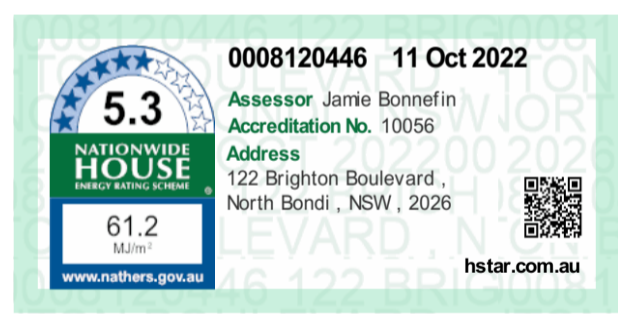 0008120446 11 Oct 2022
5.3
NATIONWIDE
HOUSE
ENERGY RATING SCHEME ®
61.2
MJ/m²
www.nathers.gov.au
Assessor Jamie Bonnefin
Accreditation No. 10056
Address
122 Brighton Boulevard ,
North Bondi , NSW , 2026
hstar.com.au